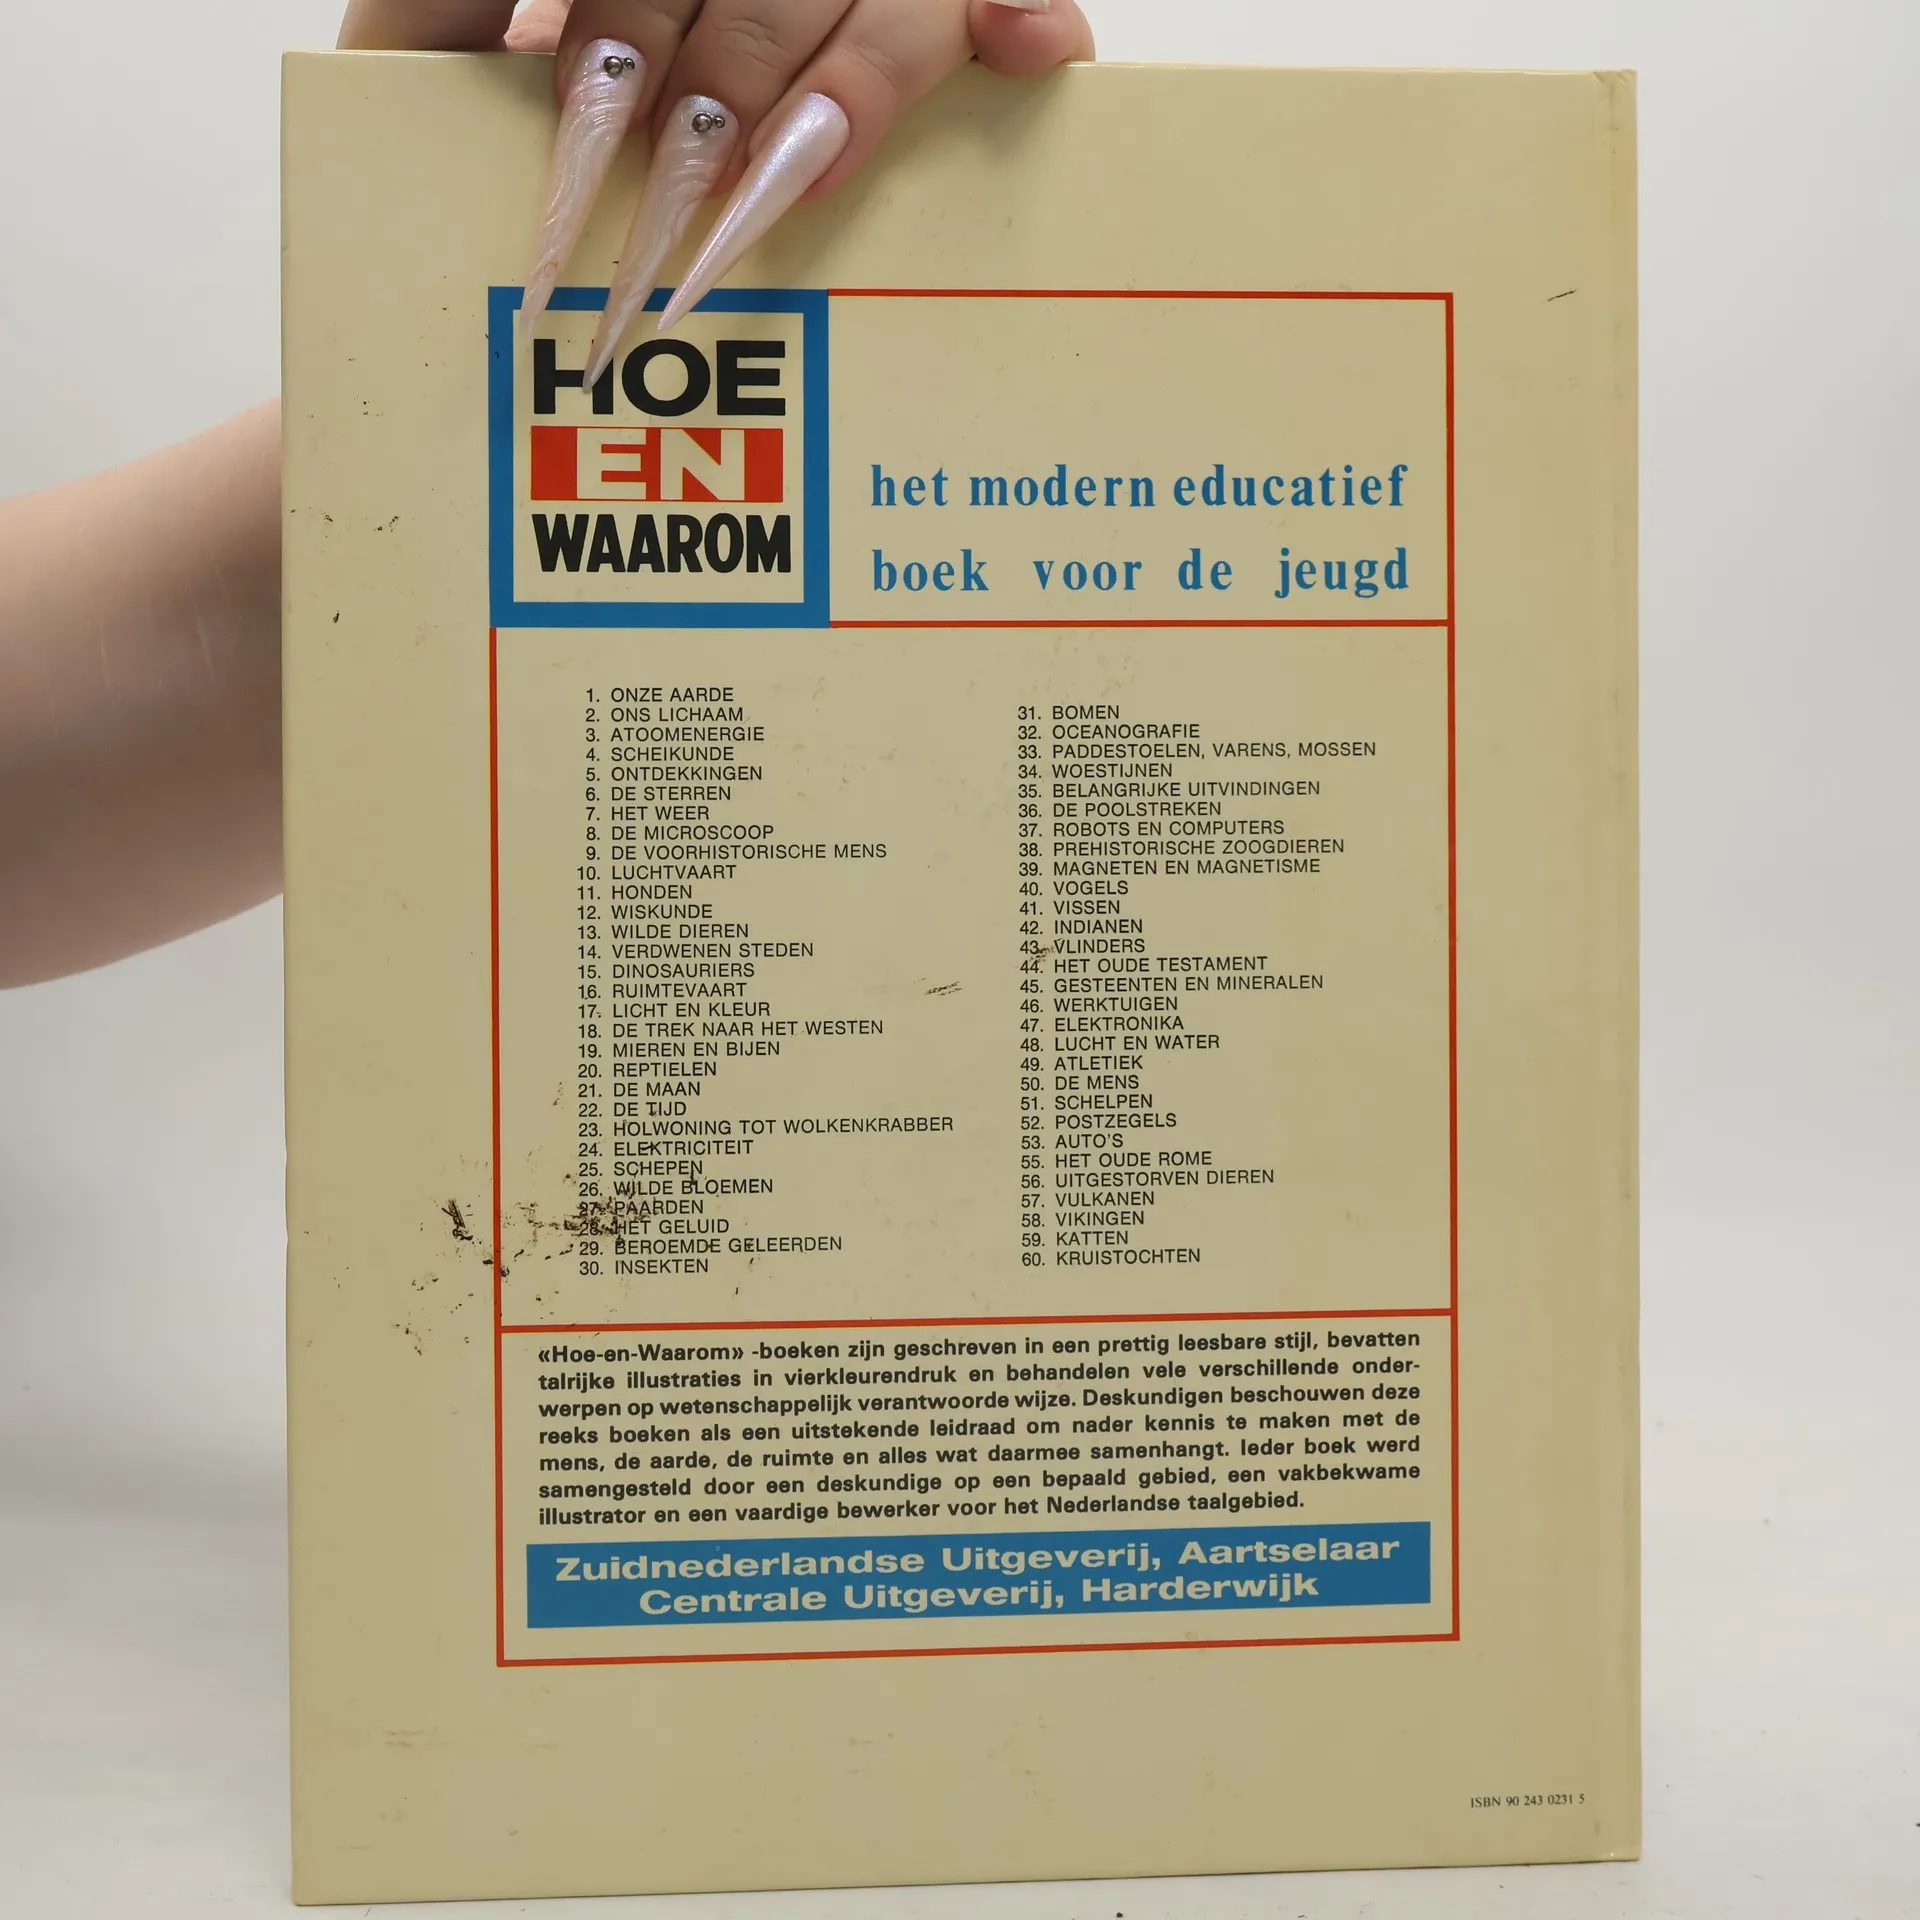 HOE
EN
WAAROM
het modern educatief
boek voor de jeugd
1. ONZE AARDE
2. ONS LICHAAM
3. ATOOMENERGIE
4. SCHEIKUNDE
5. ONTDEKKINGEN
6. DE STERREN
7. HET WEER
8. DE MICROSCOOP
9. DE VOORHISTORISCHE MENS
10. LUCHTVAART
11. HONDEN
12. WISKUNDE
13. WILDE DIEREN
14. VERDWENEN STEDEN
15. DINOSAURIERS
16. RUIMTEVAART
17. LICHT EN KLEUR
18. DE TREK NAAR HET WESTEN
19. MIEREN EN BIJEN
20. REPTIELEN
21. DE MAAN
22. DE TIJD
23. HOLWONING TOT WOLKENKRABBER
24. ELEKTRICITEIT
25. SCHEPEN
26. WILDE BLOEMEN
27. PAARDEN
28. HET GELUID
29. BEROEMDE GELEERDEN
30. INSEKTEN
31. BOMEN
32. OCEANOGRAFIE
33. PADDESTOELEN, VARENS, MOSSEN
34. WOESTIJNEN
35. BELANGRIJKE UITVINDINGEN
36. DE POOLSTREKEN
37. ROBOTS EN COMPUTERS
38. PREHISTORISCHE ZOOGDIEREN
39. MAGNETEN EN MAGNETISME
40. VOGELS
41. VISSEN
42. INDIANEN
43. VLINDERS
44. HET OUDE TESTAMENT
45. GESTEENTEN EN MINERALEN
46. WERKTUIGEN
47. ELEKTRONIKA
48. LUCHT EN WATER
49. ATLETIEK
50. DE MENS
51. SCHELPEN
52. POSTZEGELS
53. AUTO'S
55. HET OUDE ROME
56. UITGESTORVEN DIEREN
57. VULKANEN
58. VIKINGEN
59. KATTEN
60. KRUISTOCHTEN
«Hoe-en-Waarom» -boeken zijn geschreven in een prettig leesbare stijl, bevatten
talrijke illustraties in vierkleurendruk en behandelen vele verschillende onder-
werpen op wetenschappelijk verantwoorde wijze. Deskundigen beschouwen deze
reeks boeken als een uitstekende leidraad om nader kennis te maken met de
mens, de aarde, de ruimte en alles wat daarmee samenhangt. Ieder boek werd
samengesteld door een deskundige op een bepaald gebied, een vakbekwame
illustrator en een vaardige bewerker voor het Nederlandse taalgebied.
Zuidnederlandse Uitgeverij, Aartselaar
Centrale Uitgeverij, Harderwijk
ISBN 90 243 0231 5